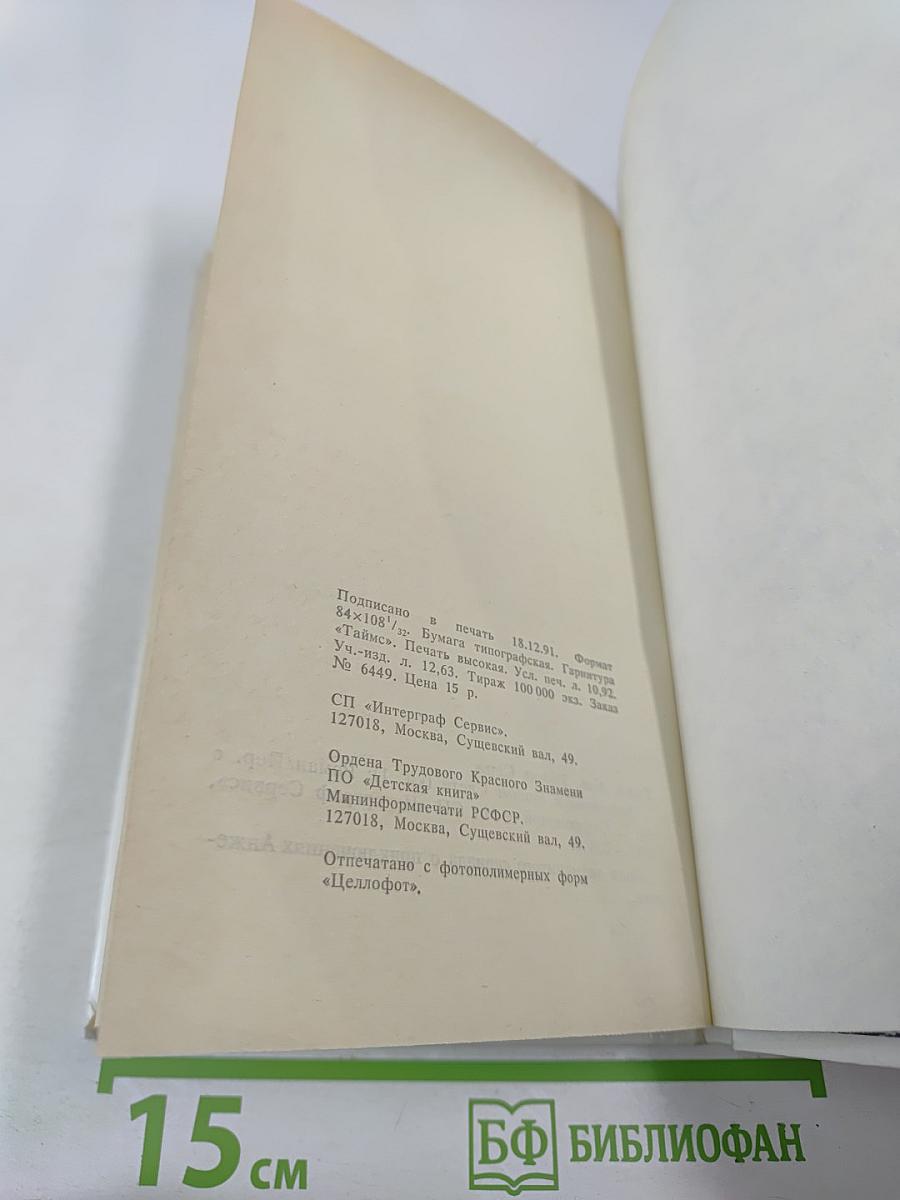 Подписано в печать 18.12.91. Формат
84×108¹/₃₂. Бумага типографская. Гарнитура
«Таймс». Печать высокая. Усл. печ. л. 10,92.
Уч.-изд. л. 12,63. Тираж 100 000 экз. Заказ
№ 6449. Цена 15 р.
СП «Интерграф Сервис».
127018, Москва, Сущевский вал, 49.
Ордена Трудового Красного Знамени
ПО «Детская книга»
Мининформпечати РСФСР.
127018, Москва, Сущевский вал, 49.
Отпечатано с фотополимерных форм
«Целлофот».
15 см
БФ БИБЛИОФАН